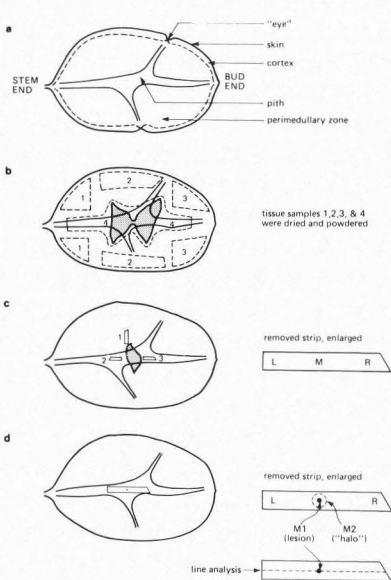 a
"eye"
skin
cortex
STEM
END
BUD
END
pith
perimedullary zone
b
1
2
3
4
4
1
2
3
tissue samples 1,2,3, & 4
were dried and powdered
c
1
2
3
removed strip, enlarged
L M R
d
removed strip, enlarged
L R
M1
(lesion)
M2
("halo")
line analysis